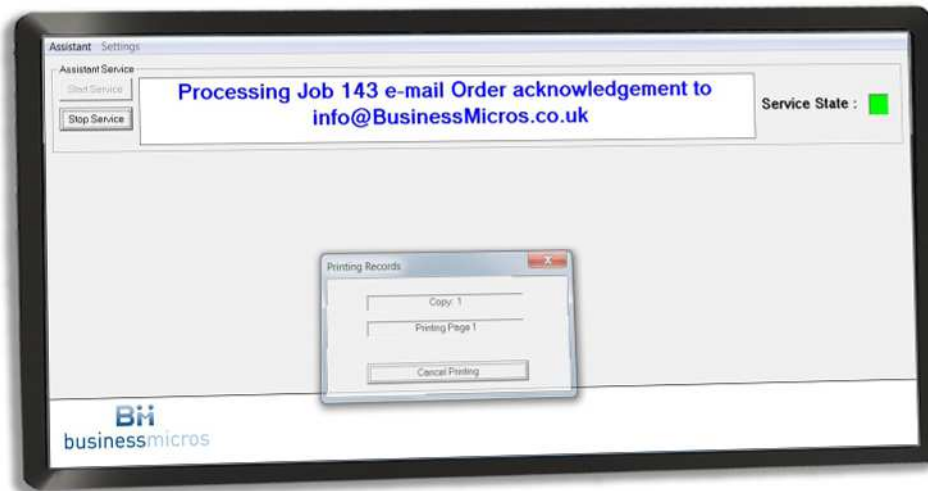 Assistant Settings
Assistant Service
Start Service
Stop Service
Processing Job 143 e-mail Order acknowledgement to
info@BusinessMicros.co.uk
Service State :
Printing Records
Copy: 1
Printing Page 1
Cancel Printing
BM
businessmicros